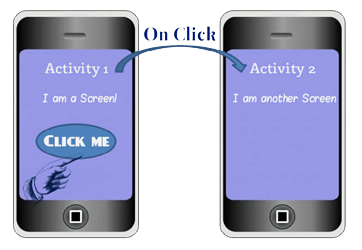 On Click
Activity 1
I am a Screen!
CLICK ME
Activity 2
I am another Screen